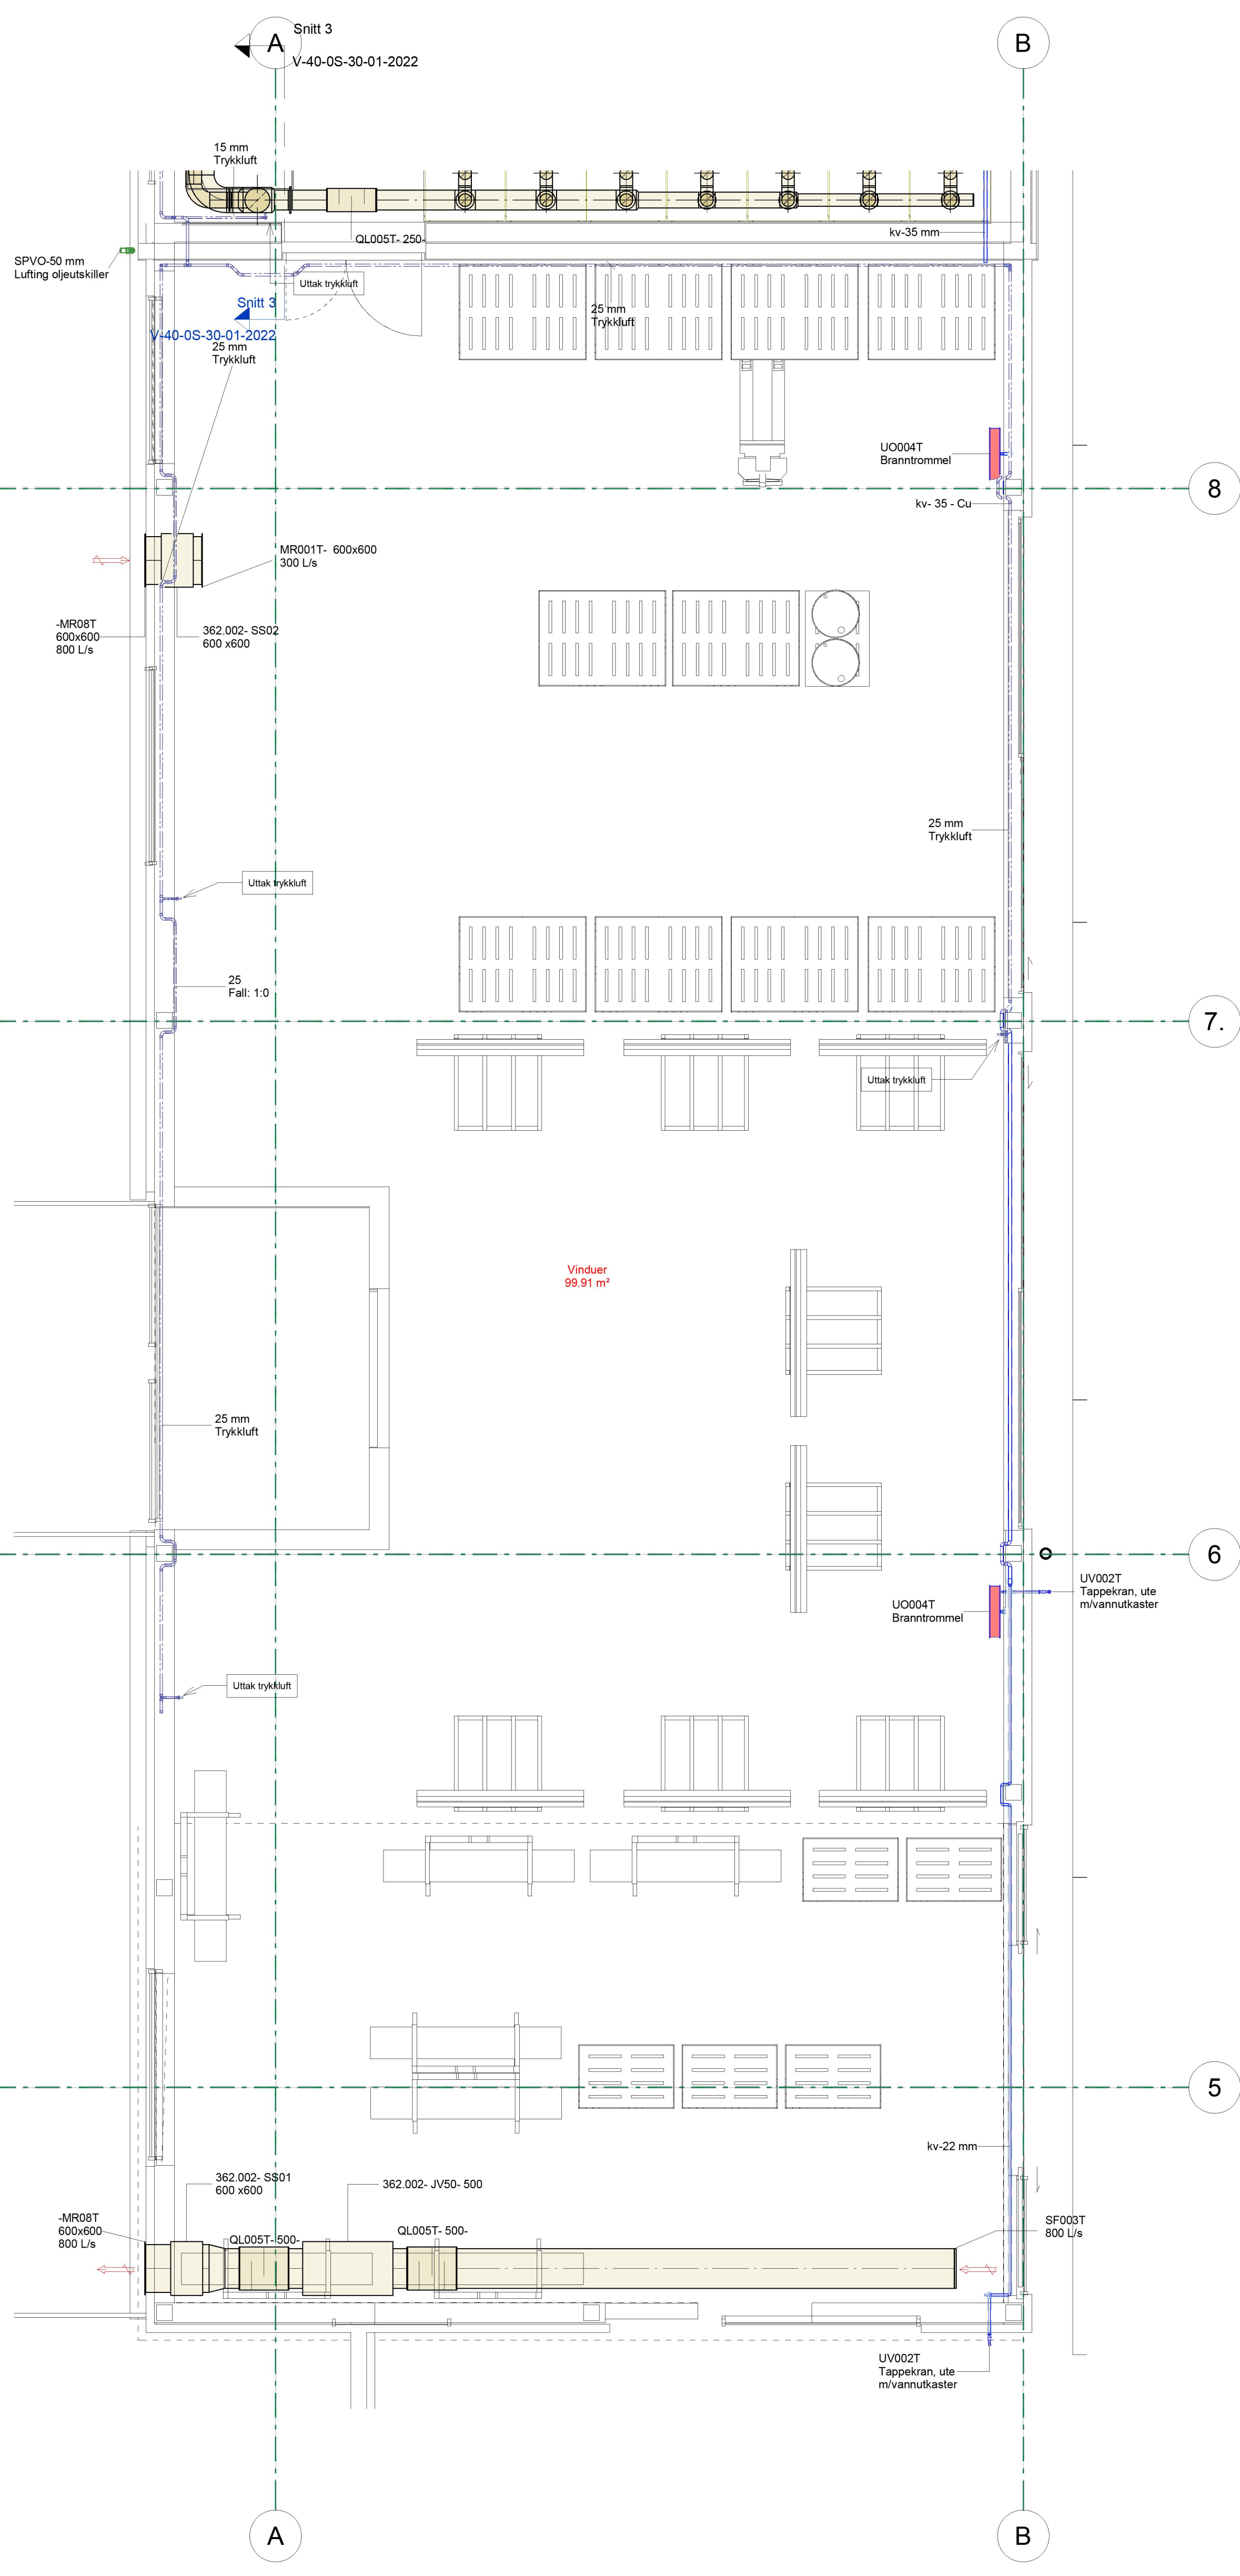 A
Snitt 3
V-40-0S-30-01-2022
B
15 mm
Trykkluft
QL005T- 250-
kv-35 mm
SPVO-50 mm
Lufting oljeutskiller
Uttak trykkluft
Snitt 3
V-40-0S-30-01-2022
25 mm
Trykkluft
25 mm
Trykkluft
UO004T
Branntrommel
8
kv- 35 - Cu
MR001T- 600x600
300 L/s
-MR08T
600x600
800 L/s
362.002- SS02
600 x600
25 mm
Trykkluft
Uttak trykkluft
25
Fall: 1:0
7.
Uttak trykkluft
Vinduer
99.91 m²
25 mm
Trykkluft
6
UV002T
Tappekran, ute
m/vannutkaster
UO004T
Branntrommel
Uttak trykkluft
5
kv-22 mm
362.002- SS01
600 x600
362.002- JV50- 500
-MR08T
600x600
800 L/s
QL005T- 500-
QL005T- 500-
SF003T
800 L/s
UV002T
Tappekran, ute
m/vannutkaster
A
B